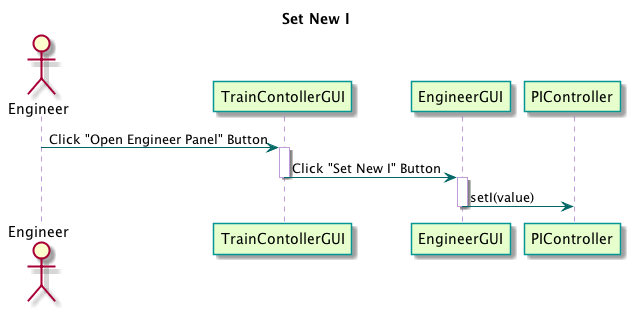 Set New I
Engineer
TrainContollerGUI
EngineerGUI
PIController
Click "Open Engineer Panel" Button
Click "Set New I" Button
setI(value)
Engineer
TrainContollerGUI
EngineerGUI
PIController